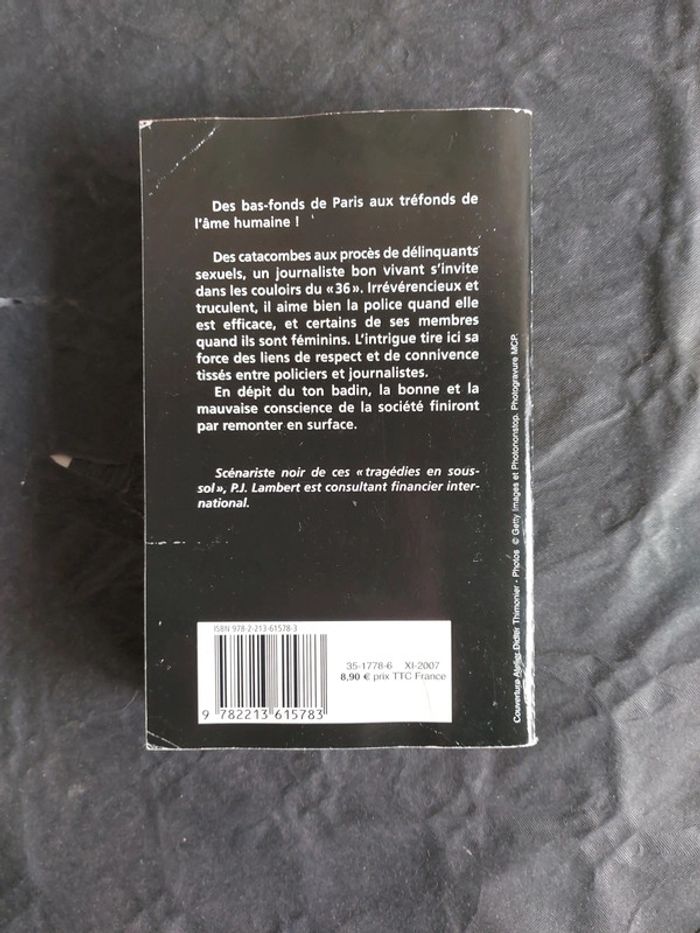 Des bas-fonds de Paris aux tréfonds de
l'âme humaine !
Des catacombes aux procès de délinquants
sexuels, un journaliste bon vivant s'invite
dans les couloirs du « 36 ». Irrévérencieux et
truculent, il aime bien la police quand elle
est efficace, et certains de ses membres
quand ils sont féminins. L'intrigue tire ici sa
force des liens de respect et de connivence
tissés entre policiers et journalistes.
En dépit du ton badin, la bonne et la
mauvaise conscience de la société finiront
par remonter en surface.
Scénariste noir de ces « tragédies en sous-
sol », P.J. Lambert est consultant financier inter-
national.
ISBN 978-2-213-61578-3
35-1778-6 XI-2007
8,90 € prix TTC France
9 782213 615783
Couverture Atelier Didier Thimonier - Photos © Getty Images et Photononstop. Photogravure MCP.